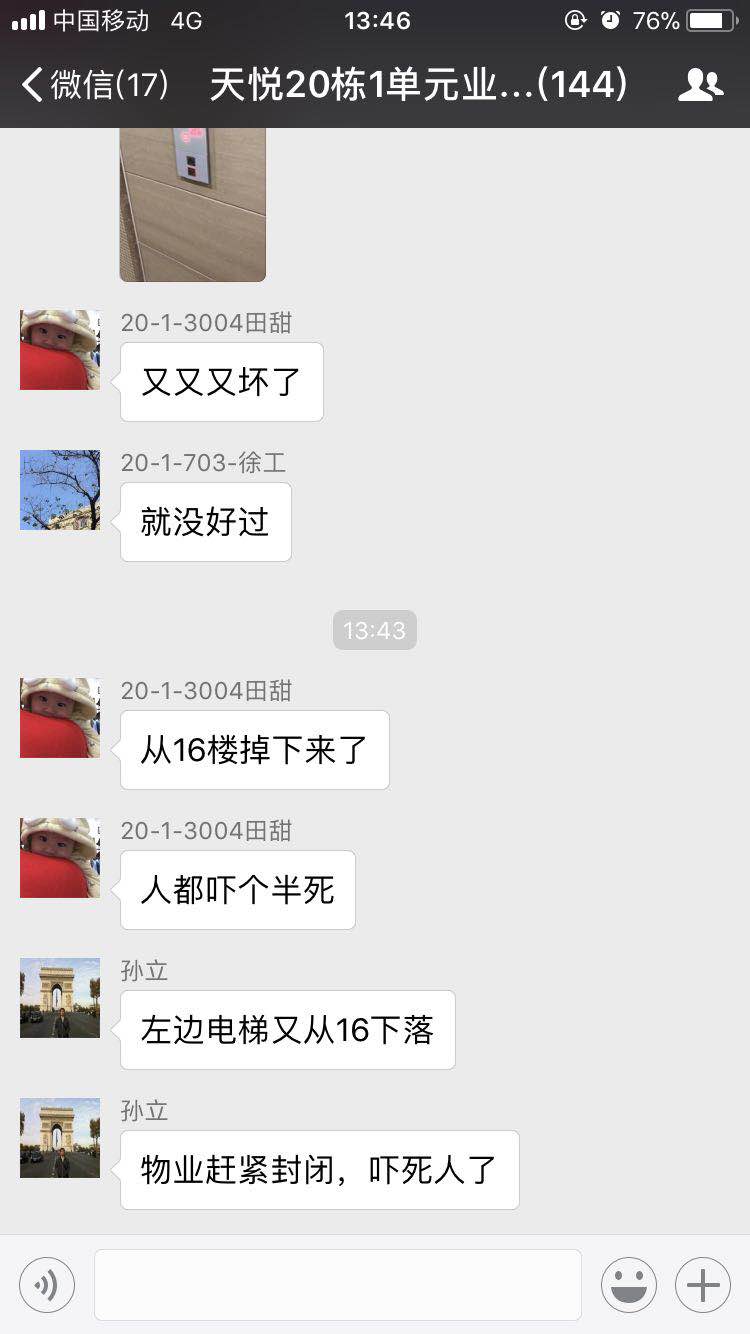 中国移动 4G 13:46 76%
微信(17) 天悦20栋1单元业...(144)
20-1-3004田甜
又又又坏了
20-1-703-徐工
就没好过
13:43
20-1-3004田甜
从16楼掉下来了
20-1-3004田甜
人都吓个半死
孙立
左边电梯又从16下落
孙立
物业赶紧封闭，吓死人了